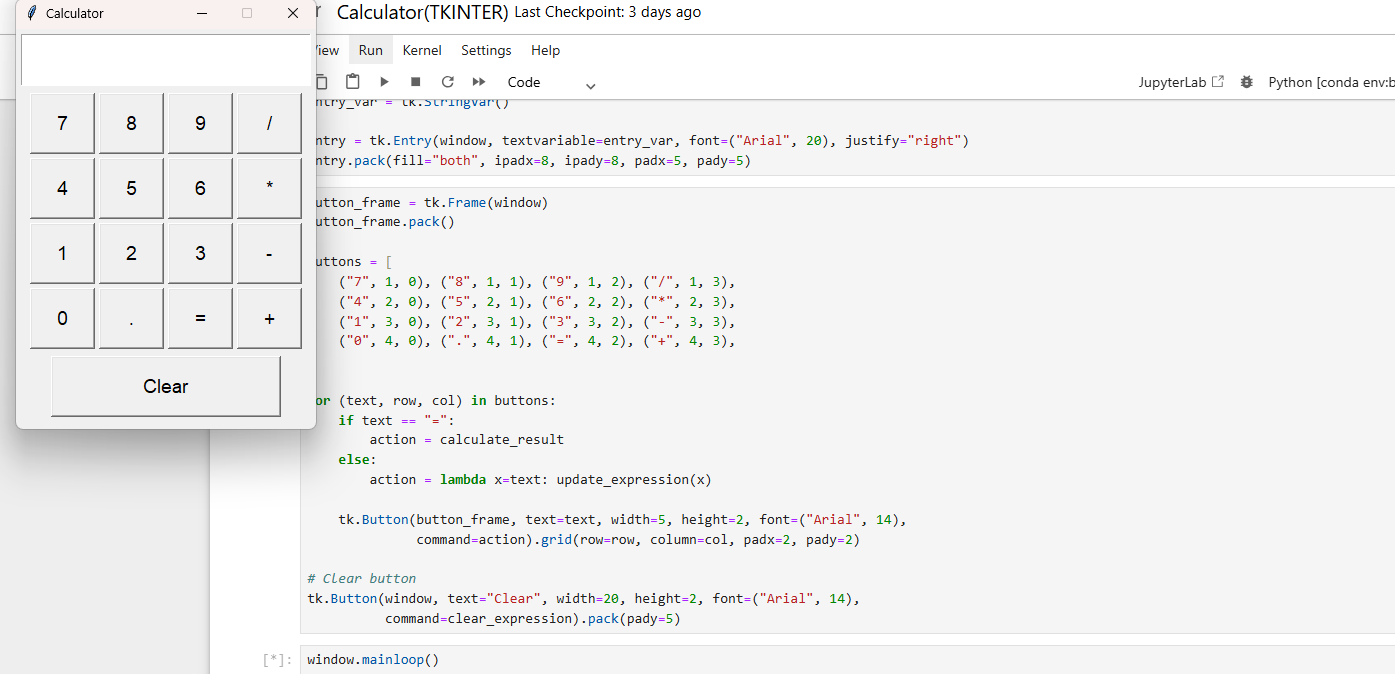 Calculator
7 8 9 /
4 5 6 *
1 2 3 -
0 . = +
Clear
Calculator(TKINTER) Last Checkpoint: 3 days ago
Run Kernel Settings Help
Code
JupyterLab
Python [conda env:b
ntry_var = tk.StringVar()
ntry = tk.Entry(window, textvariable=entry_var, font=("Arial", 20), justify="right")
ntry.pack(fill="both", ipadx=8, ipady=8, padx=5, pady=5)
utton_frame = tk.Frame(window)
utton_frame.pack()
uttons = [
("7", 1, 0), ("8", 1, 1), ("9", 1, 2), ("/", 1, 3),
("4", 2, 0), ("5", 2, 1), ("6", 2, 2), ("*", 2, 3),
("1", 3, 0), ("2", 3, 1), ("3", 3, 2), ("-", 3, 3),
("0", 4, 0), (".", 4, 1), ("=", 4, 2), ("+", 4, 3),
or (text, row, col) in buttons:
if text == "=":
action = calculate_result
else:
action = lambda x=text: update_expression(x)
tk.Button(button_frame, text=text, width=5, height=2, font=("Arial", 14),
command=action).grid(row=row, column=col, padx=2, pady=2)
# Clear button
tk.Button(window, text="Clear", width=20, height=2, font=("Arial", 14),
command=clear_expression).pack(pady=5)
[*]: window.mainloop()